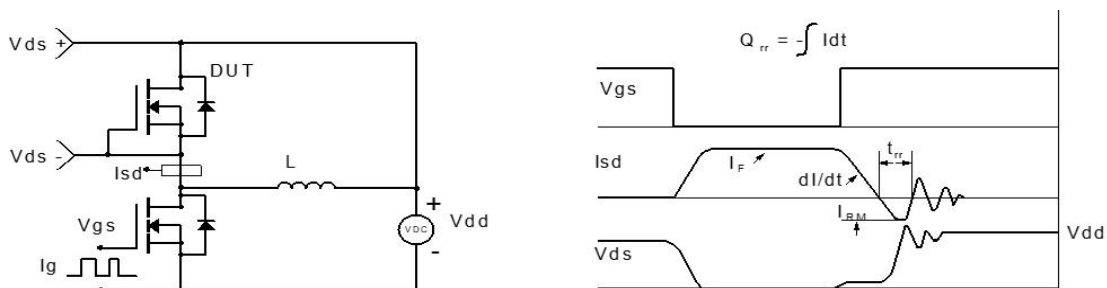 Vds +
DUT
Vds -
Isd
L
Vgs
Ig
+
VDC
-
Vdd
Q rr = - ∫ Idt
Vgs
Isd
I F
dI/dt
t rr
I RM
Vds
Vdd